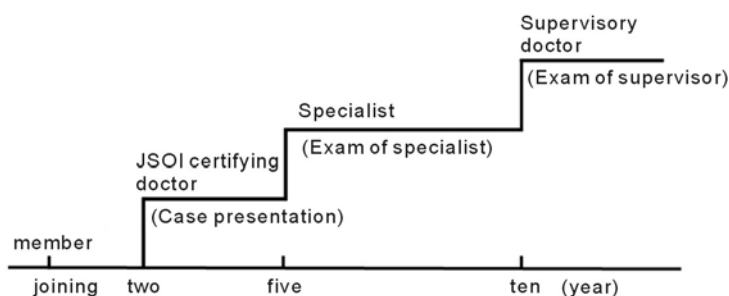 Supervisory
doctor
(Exam of supervisor)
Specialist
(Exam of specialist)
JSOI certifying
doctor
(Case presentation)
member
joining two five ten (year)